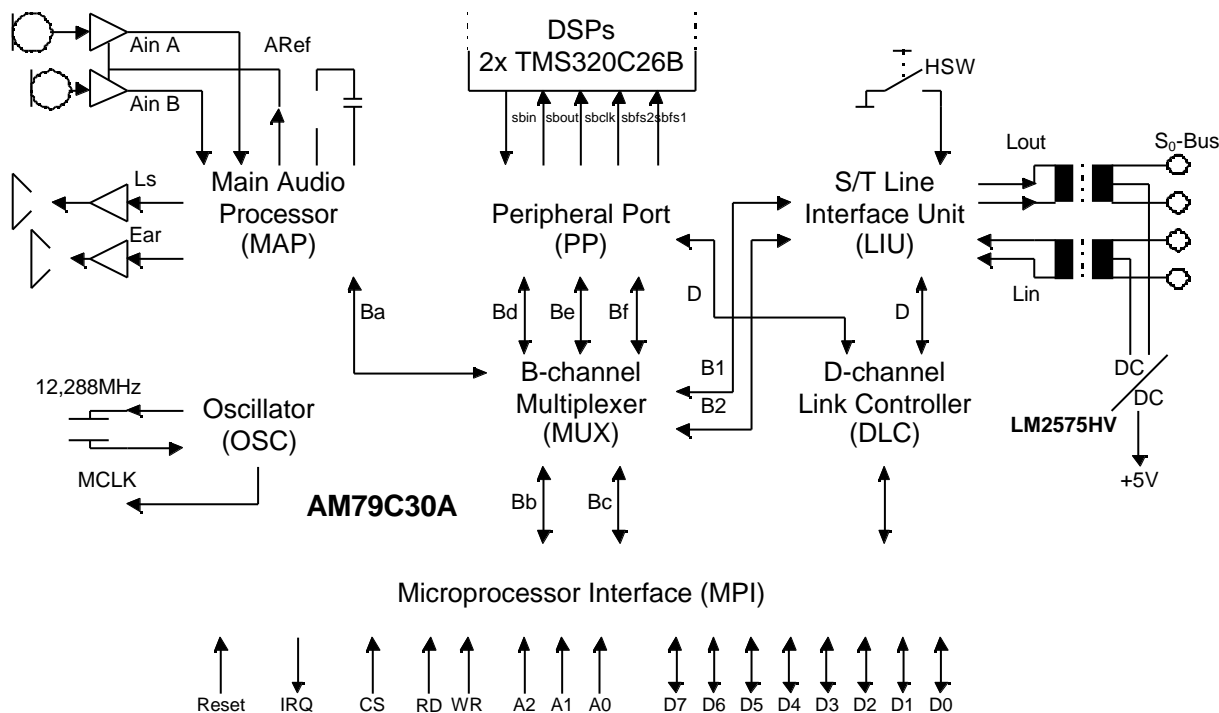 DSPs
2x TMS320C26B
Ain A
ARef
Ain B
HSW
sbin
sbout
sbclk
sbfs2
sbfs1
Lout
S0-Bus
Ls
Main Audio
Processor
(MAP)
Ear
Peripheral Port
(PP)
S/T Line
Interface Unit
(LIU)
Lin
Ba
Bd
Be
Bf
D
D
B1
B2
12,288MHz
Oscillator
(OSC)
MCLK
B-channel
Multiplexer
(MUX)
D-channel
Link Controller
(DLC)
DC
DC
LM2575HV
+5V
AM79C30A
Bb
Bc
Microprocessor Interface (MPI)
Reset
IRQ
CS
RD
WR
A2
A1
A0
D7
D6
D5
D4
D3
D2
D1
D0